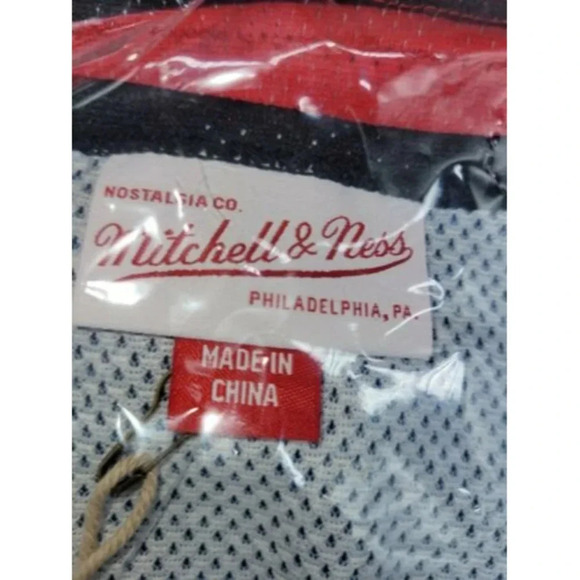 NOSTALGIA CO.
Mitchell & Ness
PHILADELPHIA, PA.
MADE IN
CHINA